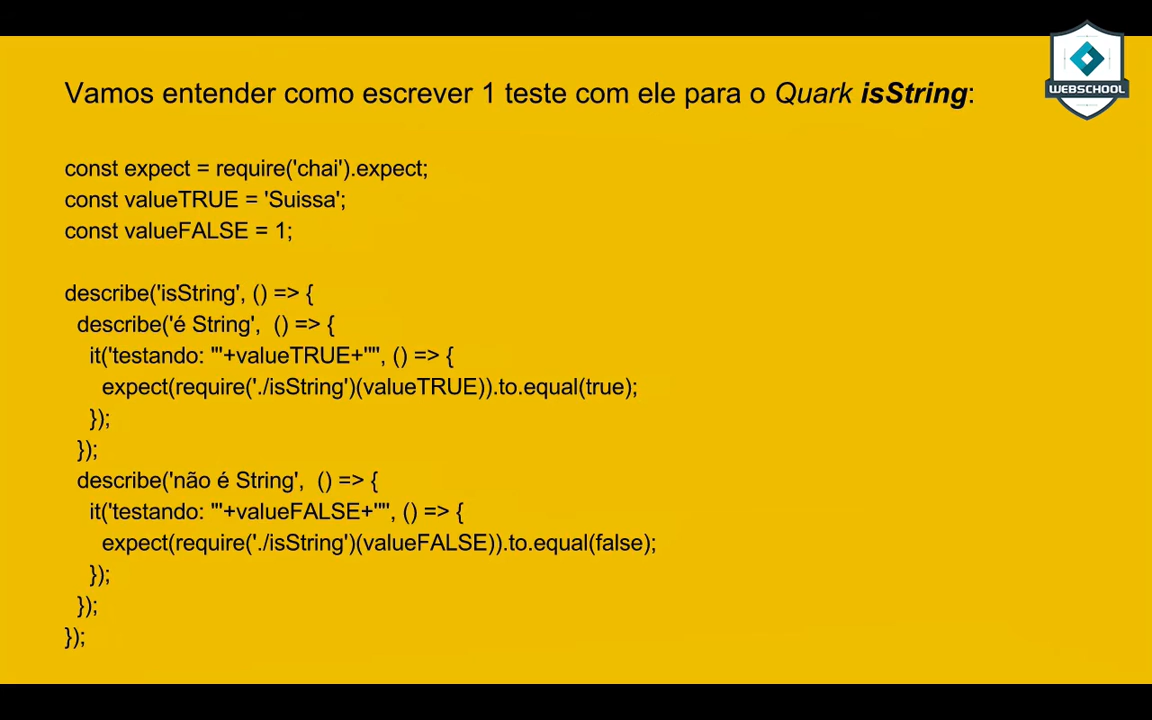 Vamos entender como escrever 1 teste com ele para o Quark isString:
WEBSCHOOL
const expect = require('chai').expect;
const valueTRUE = 'Suissa';
const valueFALSE = 1;
describe('isString', () => {
describe('é String', () => {
it('testando: "'+valueTRUE+'"', () => {
expect(require('./isString')(valueTRUE)).to.equal(true);
});
});
describe('não é String', () => {
it('testando: "'+valueFALSE+'"', () => {
expect(require('./isString')(valueFALSE)).to.equal(false);
});
});
});